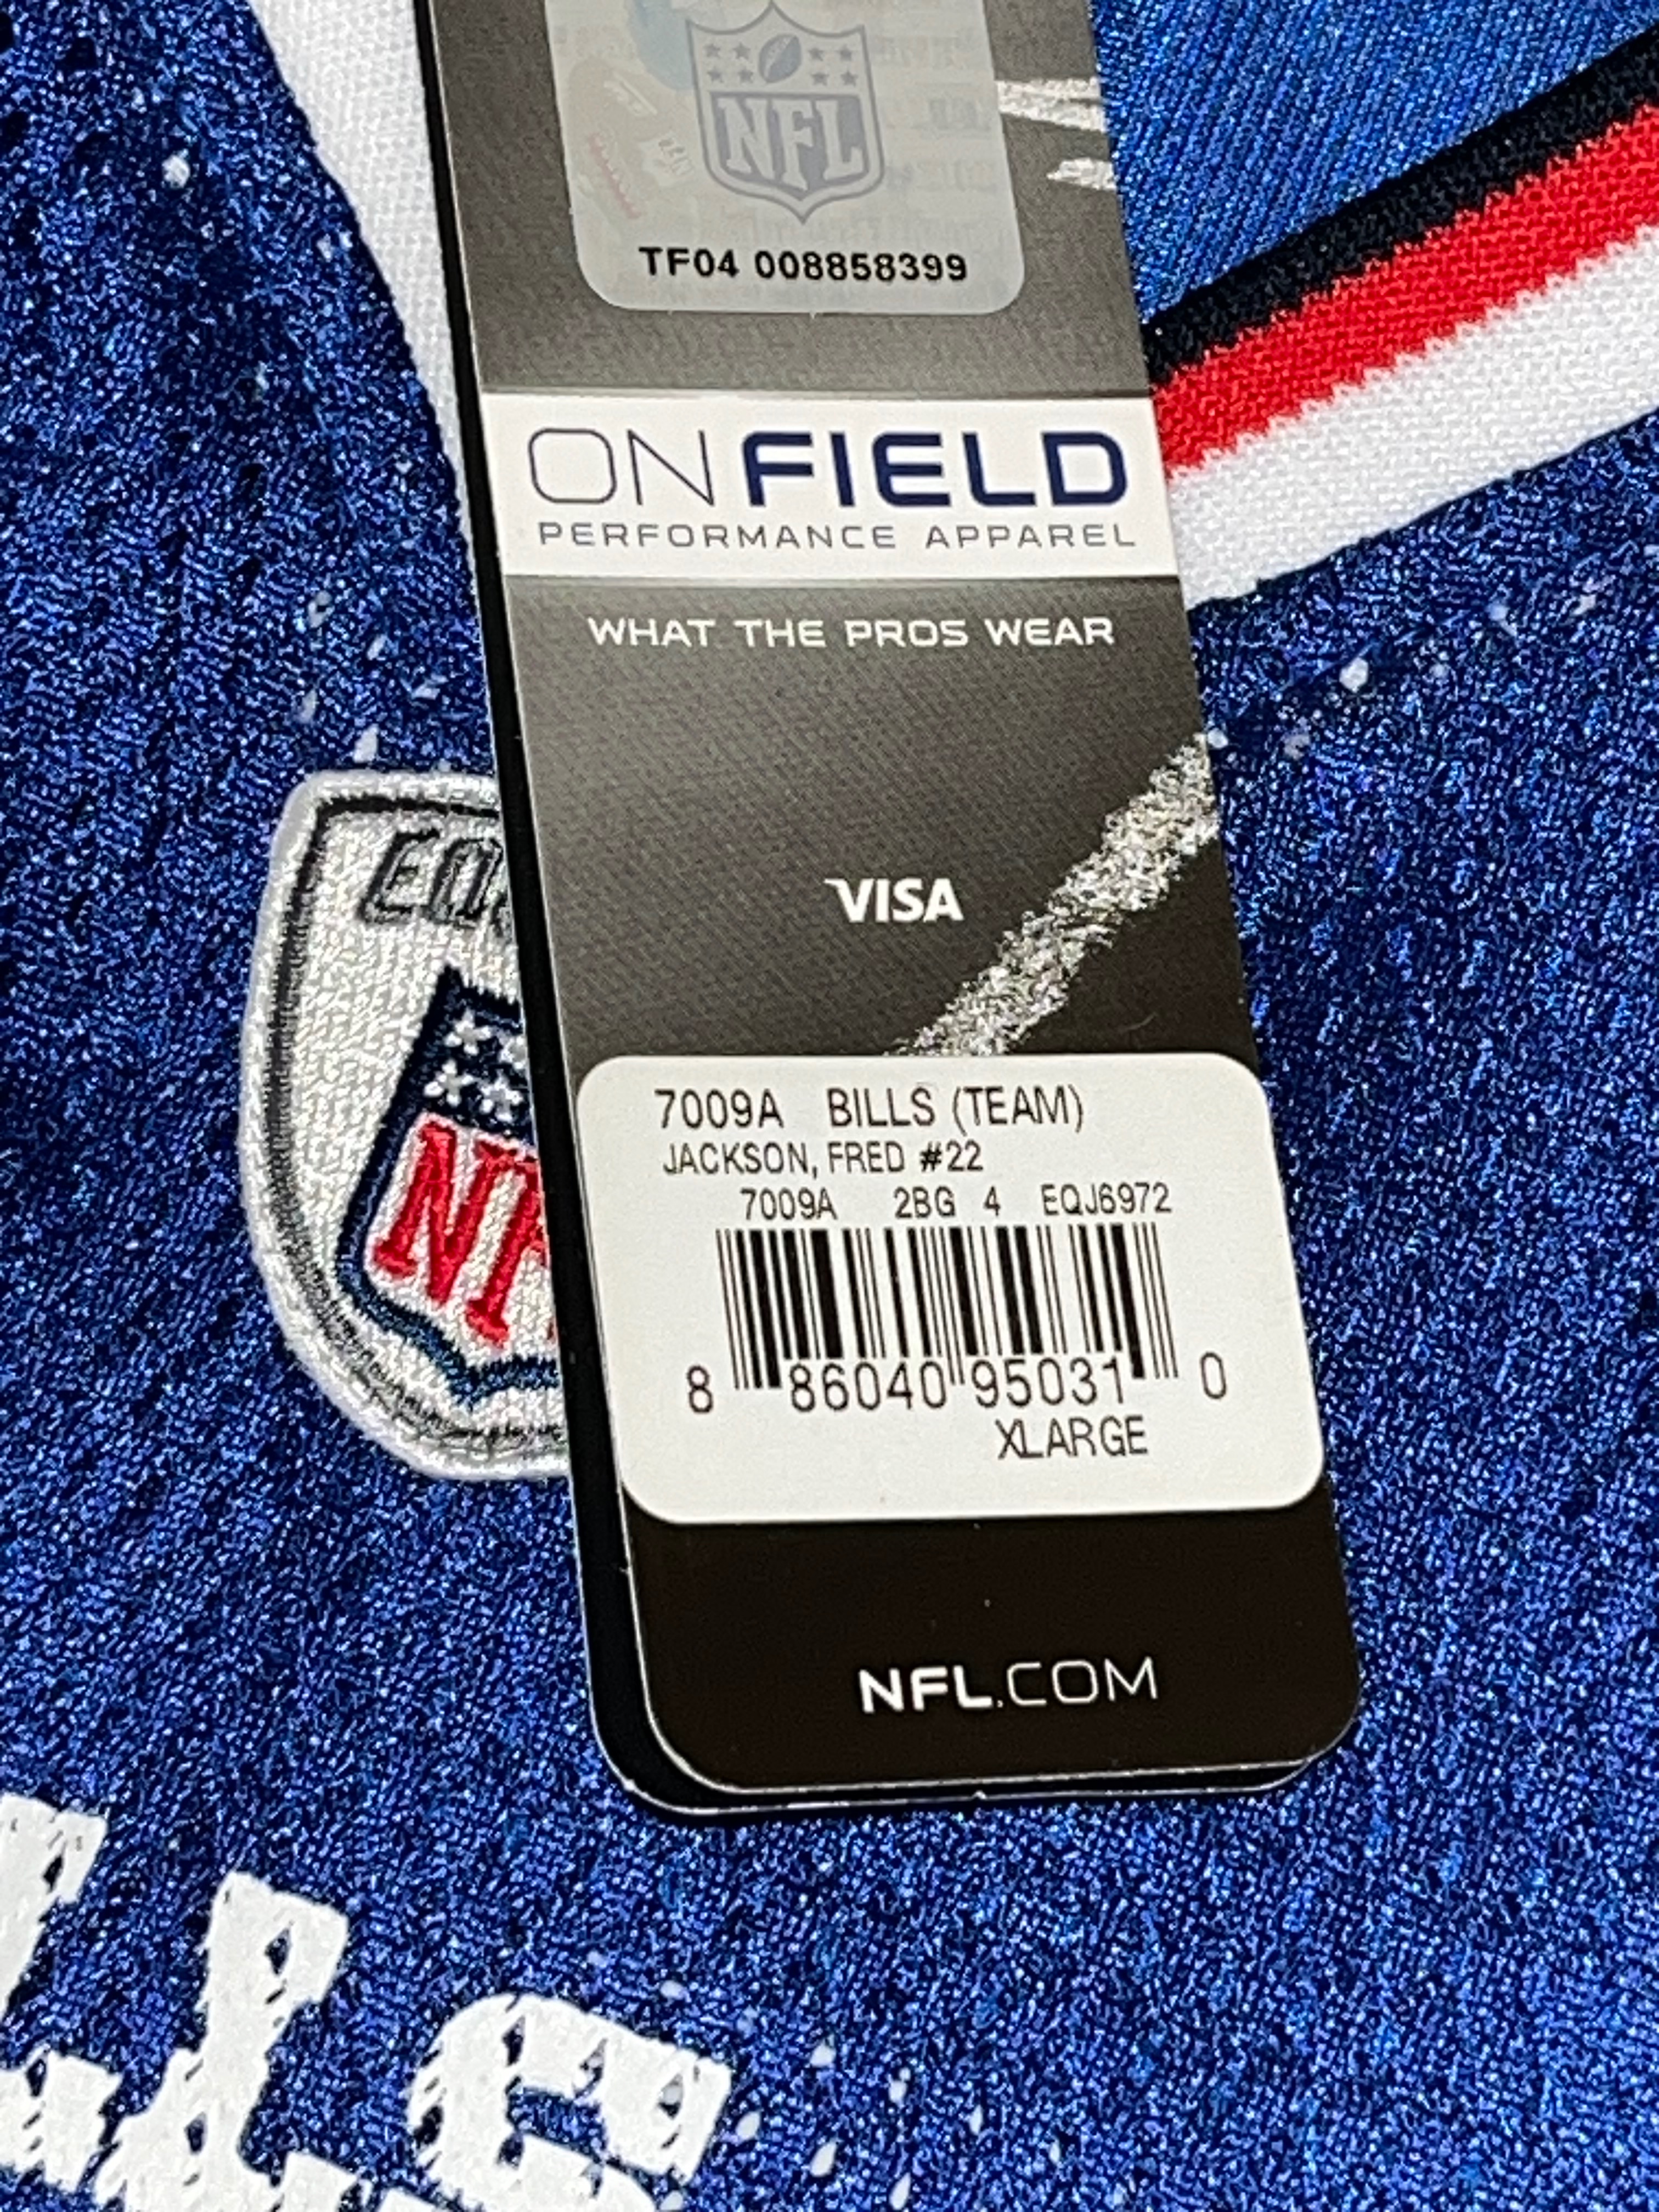 NFL
TF04 008858399
ONFIELD
PERFORMANCE APPAREL
WHAT THE PROS WEAR
VISA
7009A BILLS (TEAM)
JACKSON, FRED #22
7009A 2BG 4 EQJ6972
8 86040 95031 0
XLARGE
NFL.COM